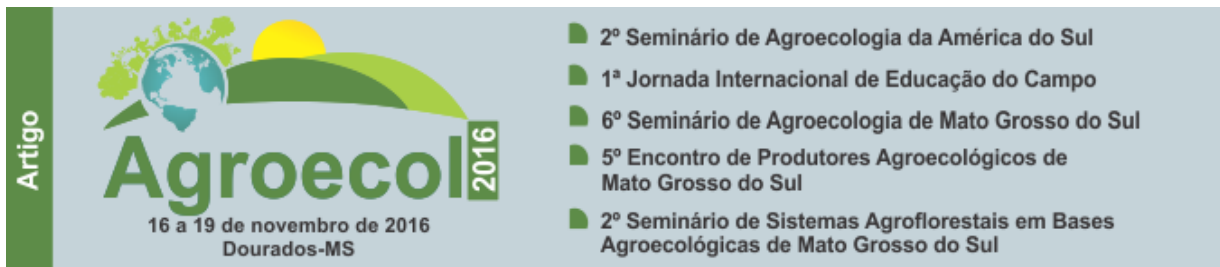 Artigo
Agroecol
2016
16 a 19 de novembro de 2016
Dourados-MS
2º Seminário de Agroecologia da América do Sul
1ª Jornada Internacional de Educação do Campo
6º Seminário de Agroecologia de Mato Grosso do Sul
5º Encontro de Produtores Agroecológicos de
Mato Grosso do Sul
2º Seminário de Sistemas Agroflorestais em Bases
Agroecológicas de Mato Grosso do Sul